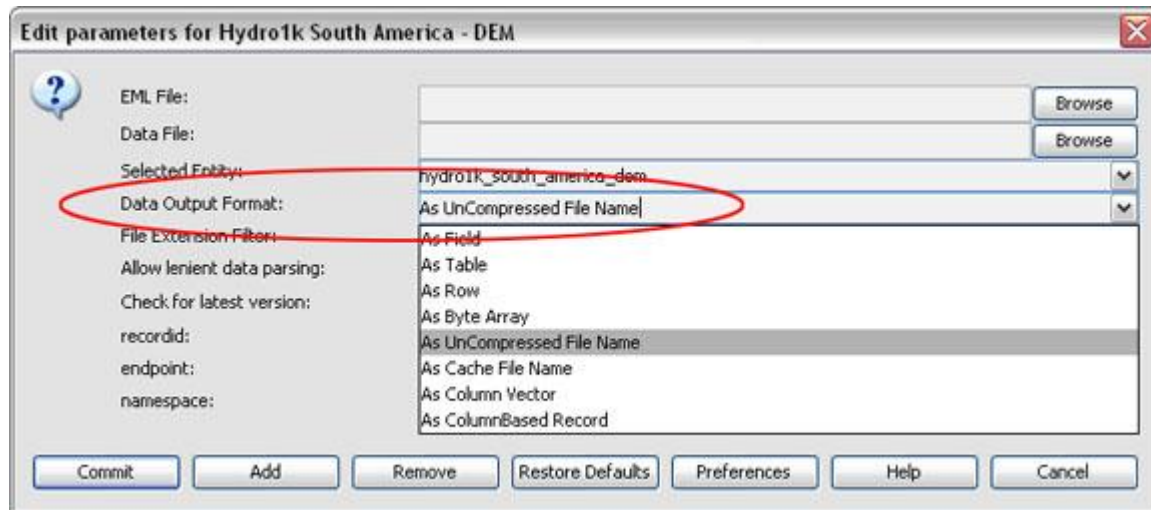 Edit parameters for Hydro1k South America - DEM
EML File:
Browse
Data File:
Browse
Selected Entity: hydro1k_south_america_dem
Data Output Format: As UnCompressed File Name
File Extension Filter: As Field
As Table
Allow lenient data parsing:
As Row
Check for latest version:
As Byte Array
recordid:
As UnCompressed File Name
endpoint:
As Cache File Name
As Column Vector
namespace:
As ColumnBased Record
Commit Add Remove Restore Defaults Preferences Help Cancel